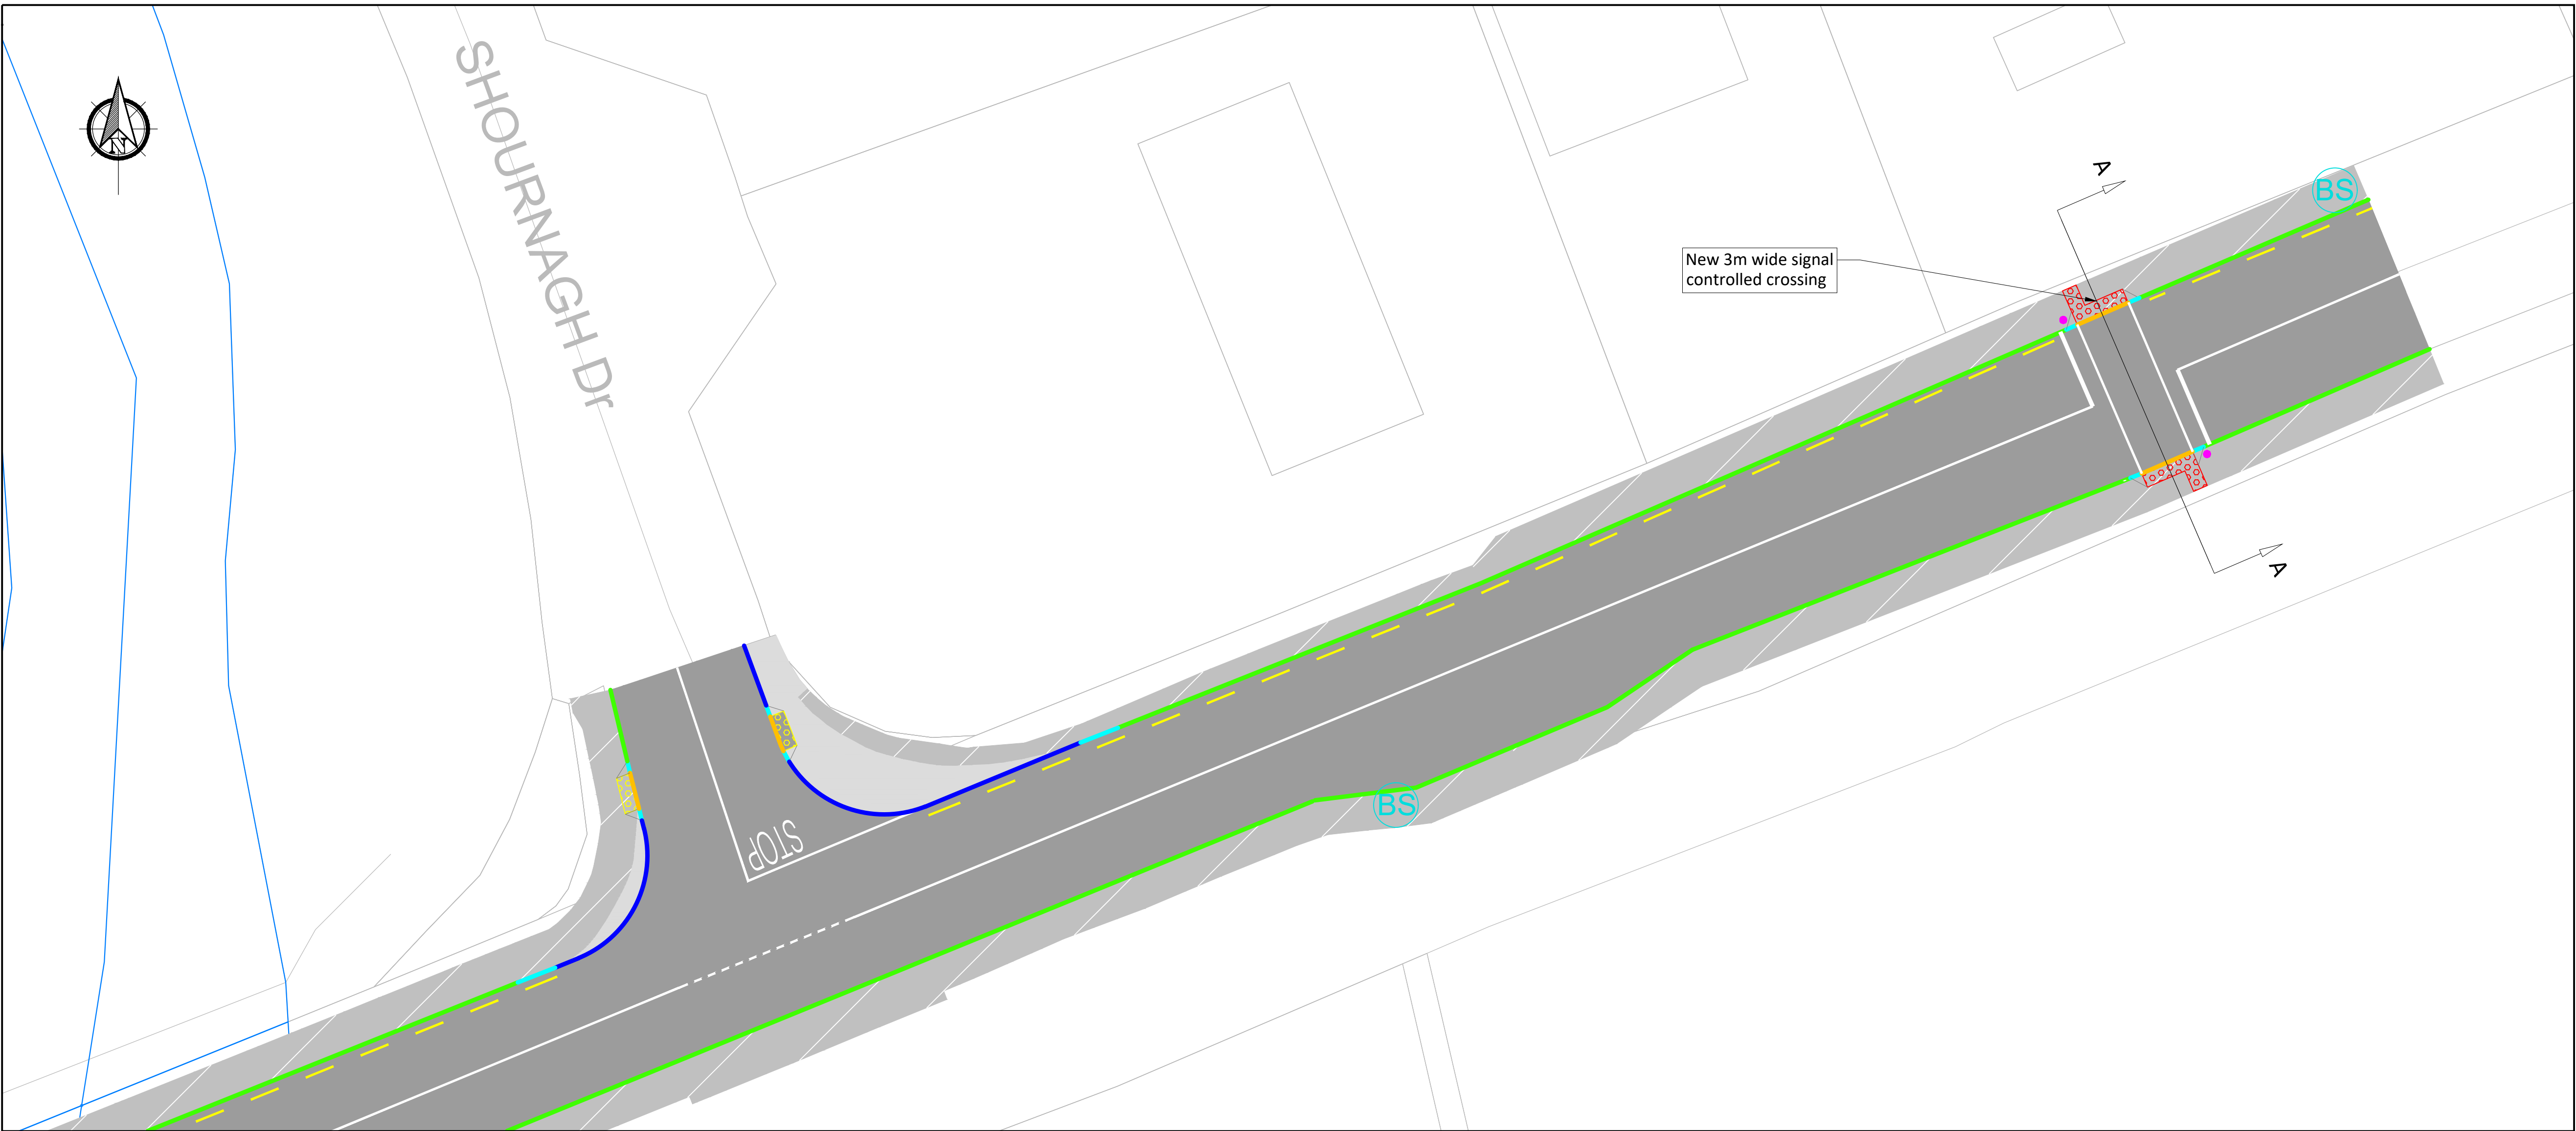 N
SHOURNAGH Dr
A
BS
New 3m wide signal
controlled crossing
A
BS
STOP